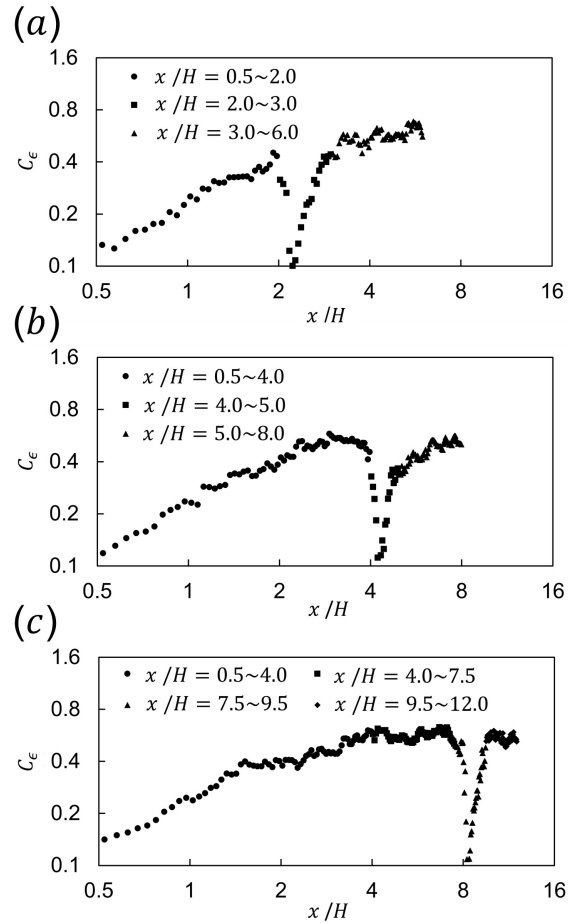 (a)
1.6
0.8
0.4
0.2
0.1
C_ϵ
x/H = 0.5~2.0
x/H = 2.0~3.0
x/H = 3.0~6.0
0.5 1 2 4 8 16
x/H
(b)
1.6
0.8
0.4
0.2
0.1
C_ϵ
x/H = 0.5~4.0
x/H = 4.0~5.0
x/H = 5.0~8.0
0.5 1 2 4 8 16
x/H
(c)
1.6
0.8
0.4
0.2
0.1
C_ϵ
x/H = 0.5~4.0 x/H = 4.0~7.5
x/H = 7.5~9.5 x/H = 9.5~12.0
0.5 1 2 4 8 16
x/H